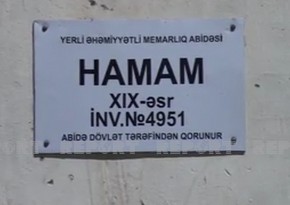 YERLİ ƏHƏMİYYƏTLİ MEMARLIQ ABİDƏSİ
HAMAM
XIX-əsr
İNV.№4951
ABİDƏ DÖVLƏT TƏRƏFİNDƏN QORUNUR